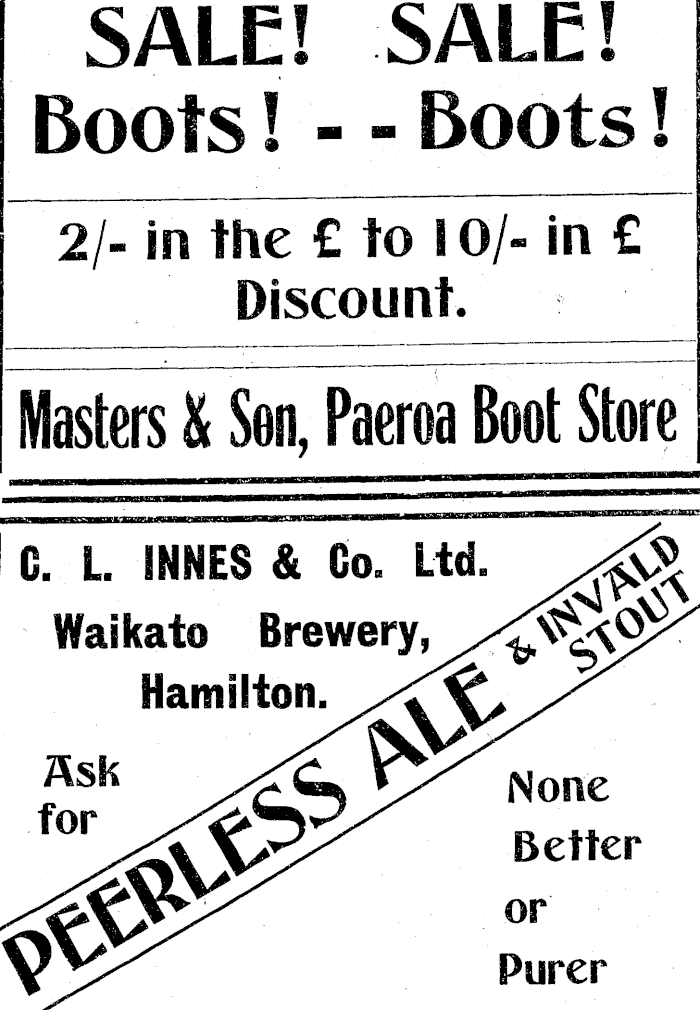 SALE! SALE!
Boots! - - Boots!
2/- in the £ to 10/- in £
Discount.
Masters & Son, Paeroa Boot Store
C. L. INNES & Co. Ltd.
Waikato Brewery,
Hamilton.
Ask
for
PEERLESS ALE & INVALD
STOUT
None
Better
or
Purer